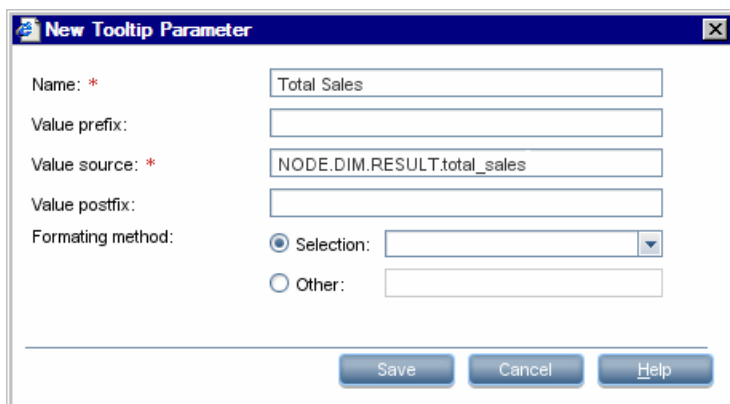 New Tooltip Parameter
Name: * Total Sales
Value prefix:
Value source: * NODE.DIM.RESULT.total_sales
Value postfix:
Formating method: Selection:
Other:
Save Cancel Help